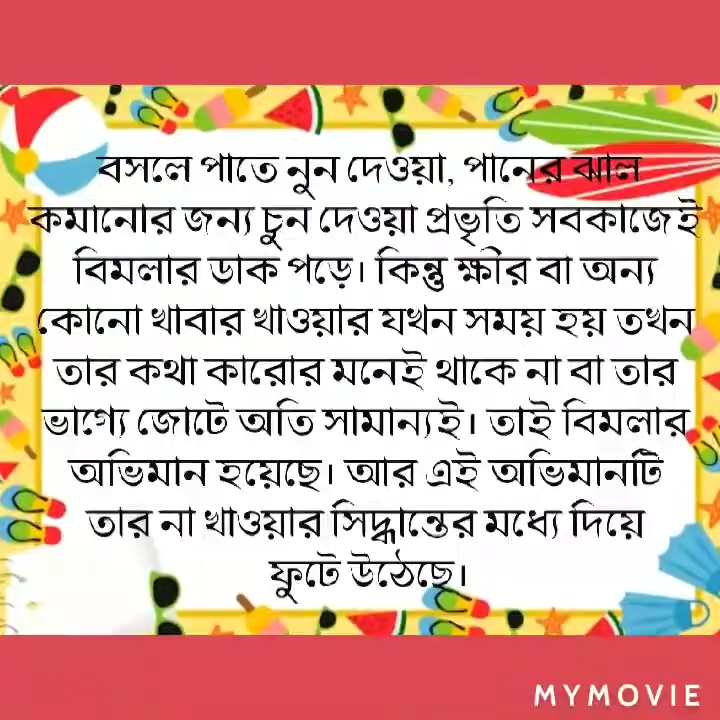 বসলে পাতে নুন দেওয়া, পানের ঝাল
কমানোর জন্য চুন দেওয়া প্রভৃতি সবকাজেই
বিমলার ডাক পড়ে। কিন্তু ক্ষীর বা অন্য
কোনো খাবার খাওয়ার যখন সময় হয় তখন
তার কথা কারোর মনেই থাকে না বা তার
ভাগ্যে জোটে অতি সামান্যই। তাই বিমলার
অভিমান হয়েছে। আর এই অভিমানটি
তার না খাওয়ার সিদ্ধান্তের মধ্যে দিয়ে
ফুটে উঠেছে।
MYMOVIE